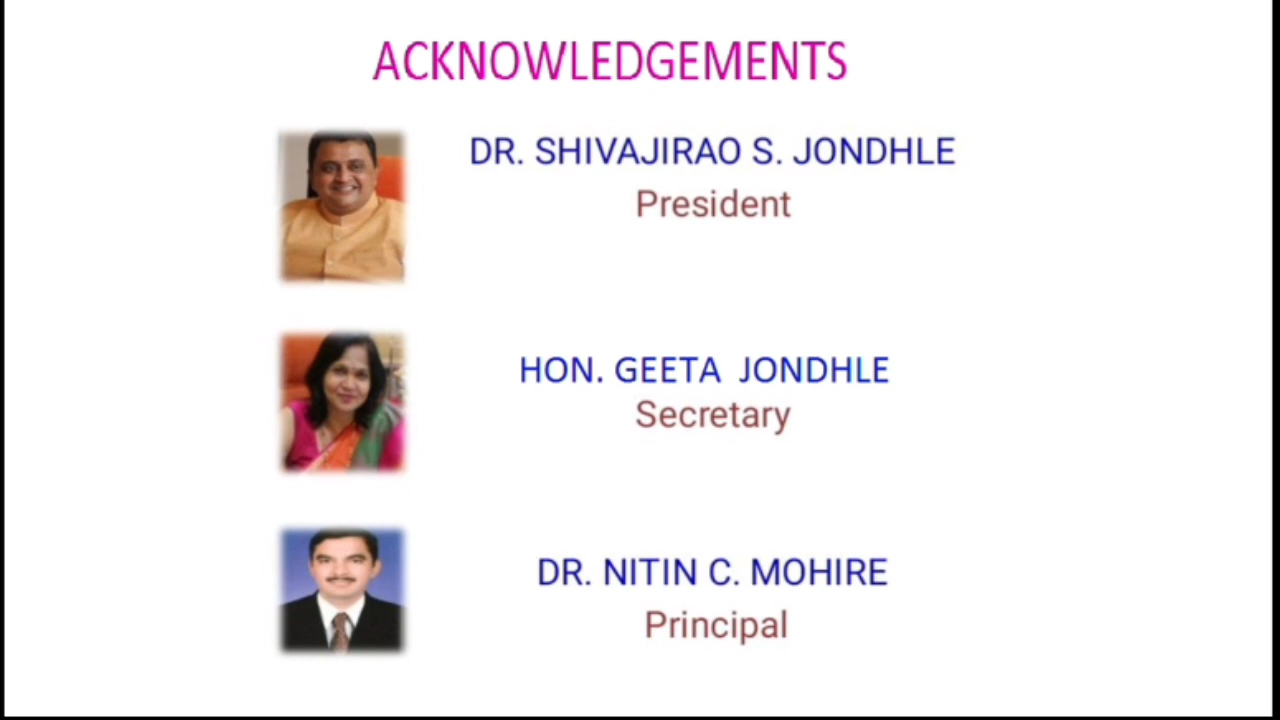 ACKNOWLEDGEMENTS
DR. SHIVAJIRAO S. JONDHLE
President
HON. GEETA JONDHLE
Secretary
DR. NITIN C. MOHIRE
Principal